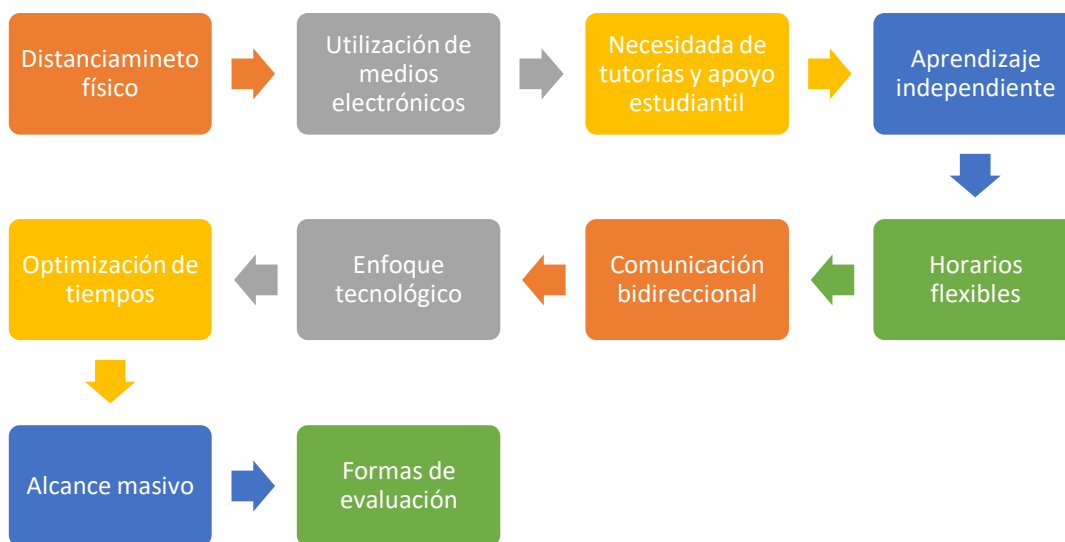 Distanciamineto
físico
Utilización de
medios
electrónicos
Necesidada de
tutorías y apoyo
estudiantil
Aprendizaje
independiente
Horarios
flexibles
Comunicación
bidireccional
Enfoque
tecnológico
Optimización de
tiempos
Alcance masivo
Formas de
evaluación